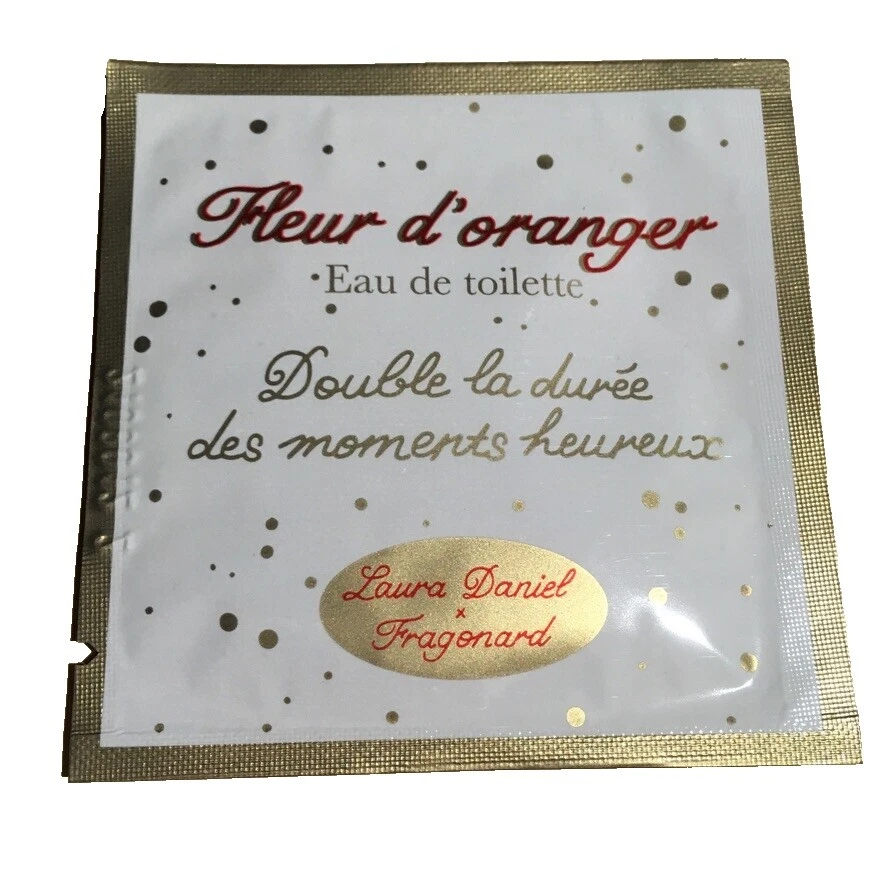 Fleur d'oranger
Eau de toilette
Double la durée
des moments heureux
Laura Daniel
x
Fragonard